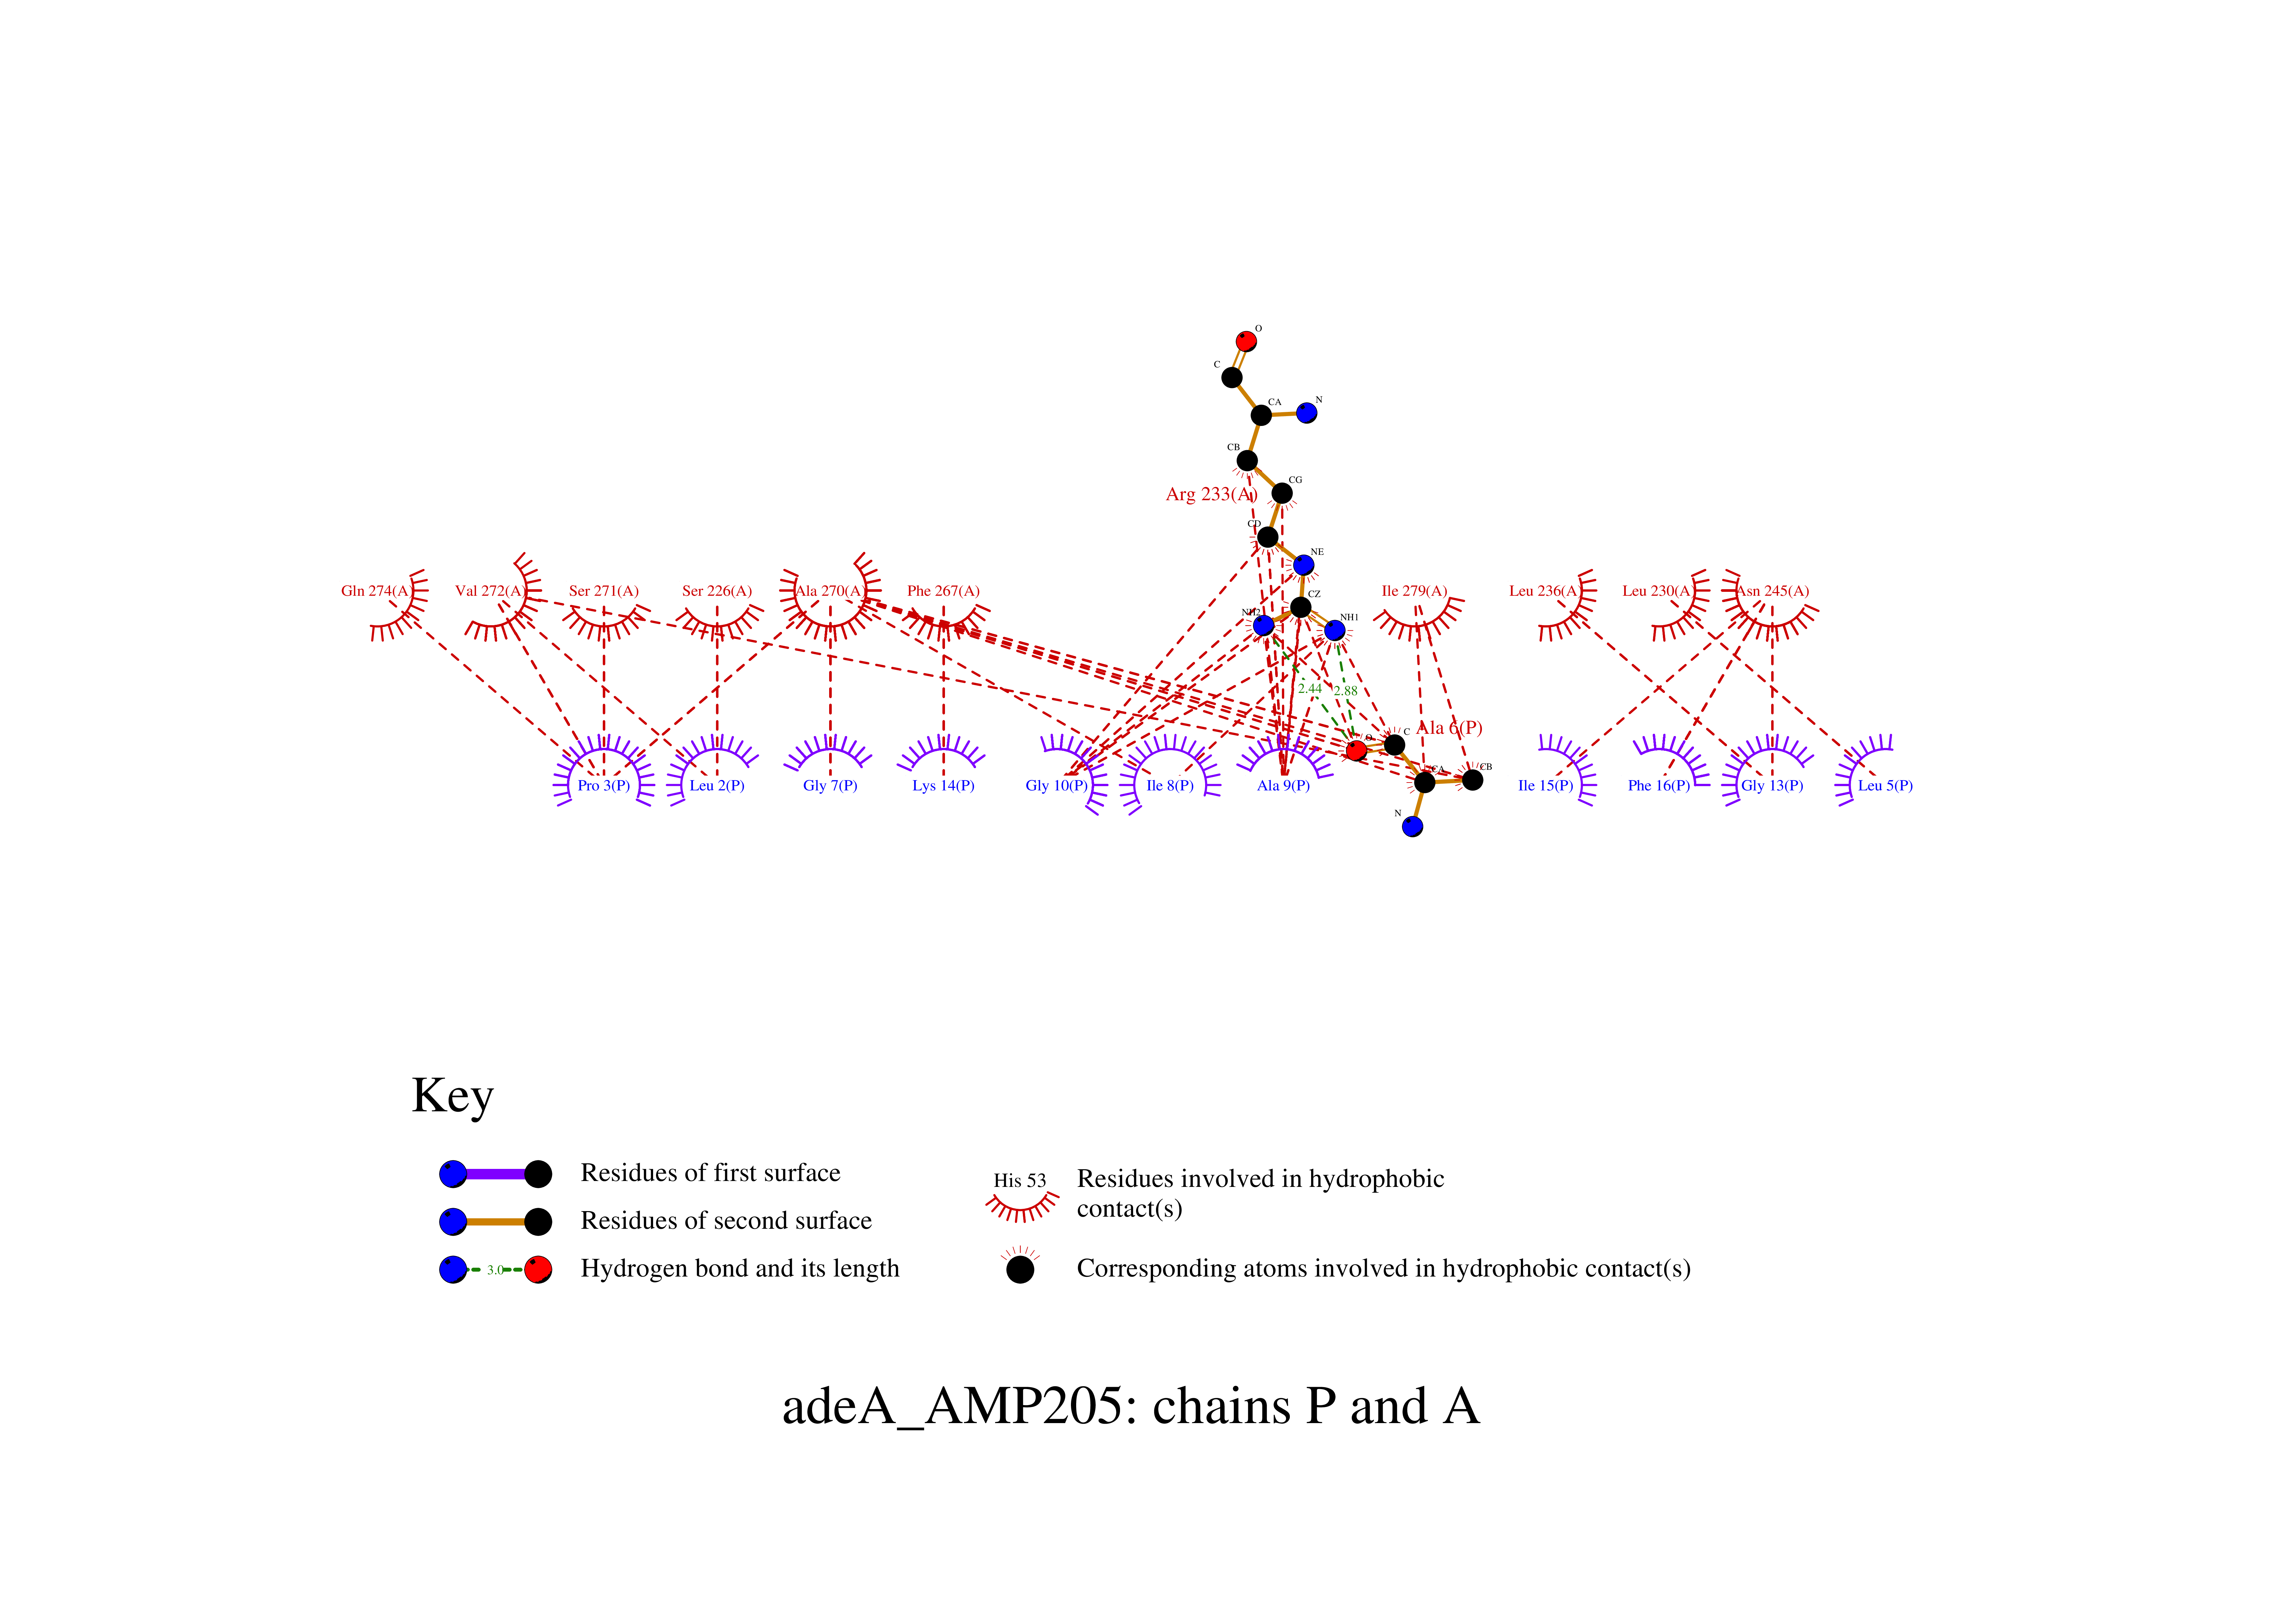 O
C
CA
N
CB
CG
Arg 233(A)
CD
NE
Gln 274(A)
Val 272(A)
Ser 271(A)
Ser 226(A)
Ala 270(A)
Phe 267(A)
CZ
Ile 279(A)
Leu 236(A)
Leu 230(A)
Asn 245(A)
NH2
NH1
2.44
2.88
Ala 6(P)
O
C
CA
CB
Pro 3(P)
Leu 2(P)
Gly 7(P)
Lys 14(P)
Gly 10(P)
Ile 8(P)
Ala 9(P)
Ile 15(P)
Phe 16(P)
Gly 13(P)
Leu 5(P)
N
Key
Residues of first surface
Residues of second surface
3.0
Hydrogen bond and its length
His 53
Residues involved in hydrophobic
contact(s)
Corresponding atoms involved in hydrophobic contact(s)
adeA_AMP205: chains P and A